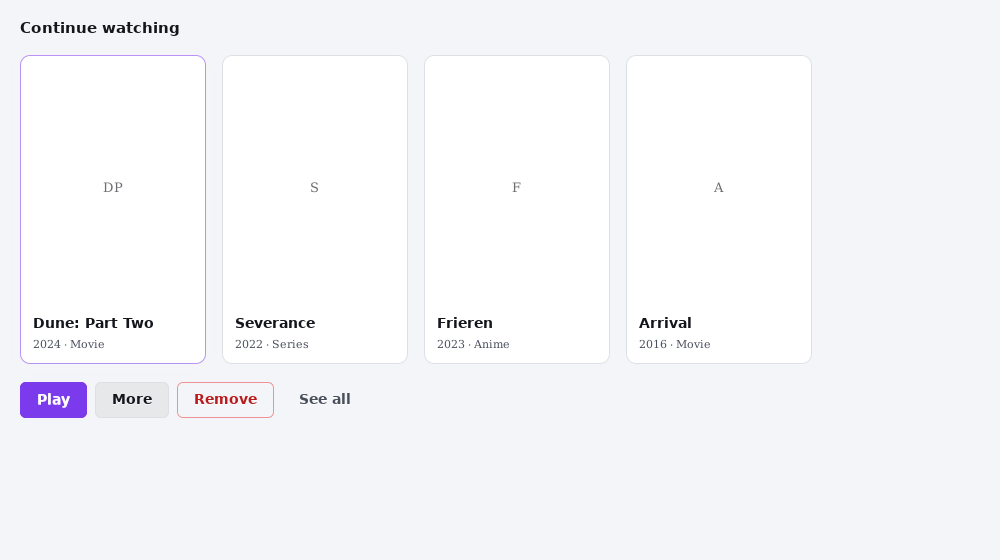 Continue watching
DP
S
F
A
Dune: Part Two
Severance
Frieren
Arrival
2024 · Movie
2022 · Series
2023 · Anime
2016 · Movie
Play
More
Remove
See all